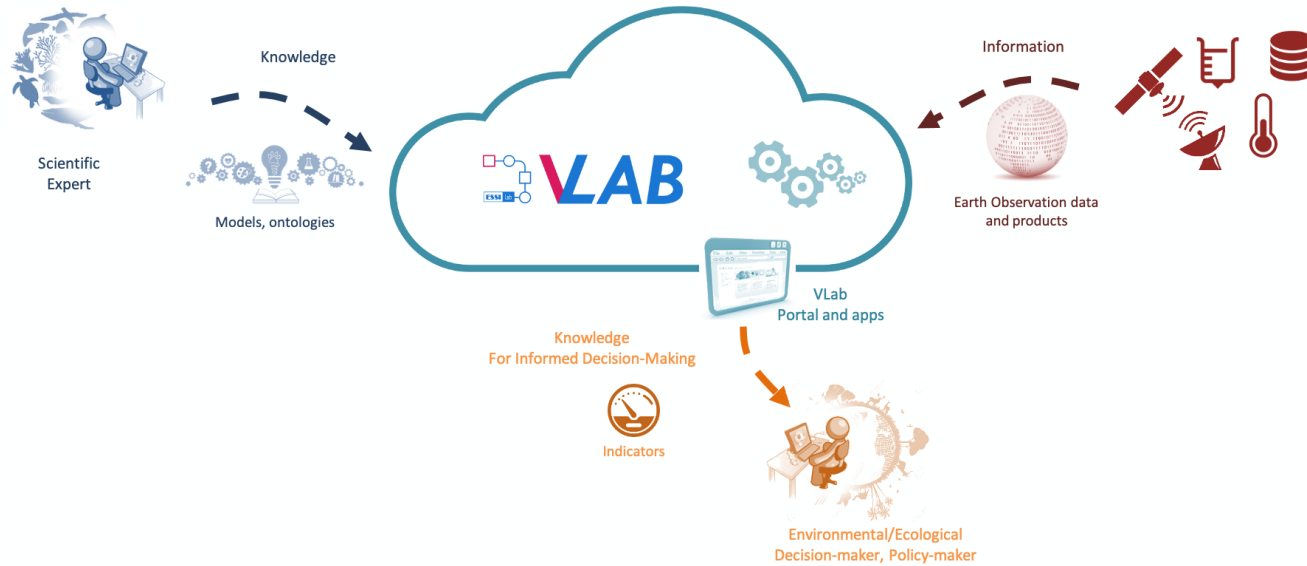 Knowledge
Information
Scientific
Expert
Models, ontologies
ESSI Lab
VLAB
Earth Observation data
and products
VLab
Portal and apps
Knowledge
For Informed Decision-Making
Indicators
Environmental/Ecological
Decision-maker, Policy-maker